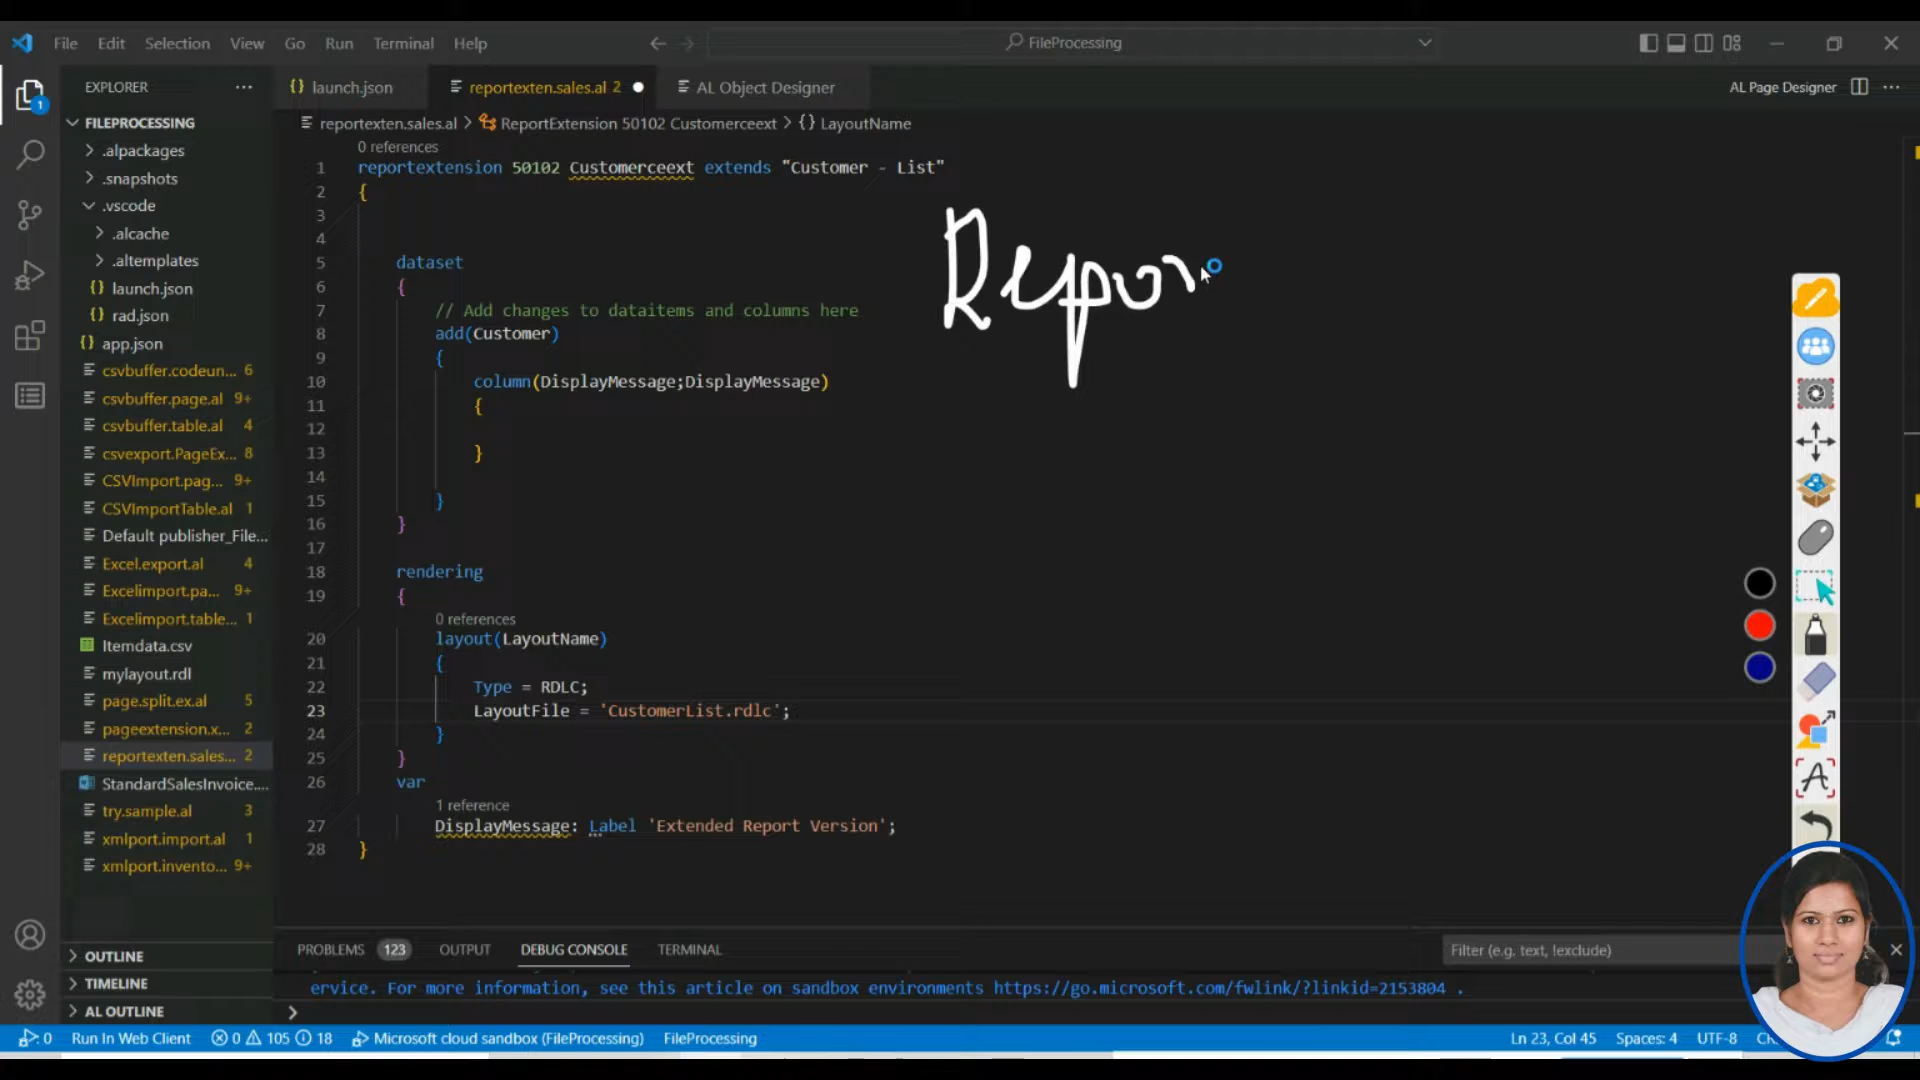 File Edit Selection View Go Run Terminal Help
FileProcessing
EXPLORER
launch.json
reportexten.sales.al 2
AL Object Designer
AL Page Designer
1
FILEPROCESSING
.alpackages
.snapshots
.vscode
.alcache
.altemplates
launch.json
rad.json
app.json
csvbuffer.codeun... 6
csvbuffer.page.al 9+
csvbuffer.table.al 4
csvexport.PageEx... 8
CSVImport.pag... 9+
CSVImportTable.al 1
Default publisher_File...
Excel.export.al 4
Excelimport.pa... 9+
Excelimport.table... 1
Itemdata.csv
mylayout.rdl
page.split.ex.al 5
pageextension.x... 2
reportexten.sales... 2
StandardSalesInvoice....
try.sample.al 3
xmlport.import.al 1
xmlport.invento... 9+
OUTLINE
TIMELINE
AL OUTLINE
reportexten.sales.al > ReportExtension 50102 Customerceext > {} LayoutName
0 references
1 reportextension 50102 Customerceext extends "Customer - List"
2 {
3
4
5 dataset
6 {
7 // Add changes to dataitems and columns here
8 add(Customer)
9 {
10 column(DisplayMessage;DisplayMessage)
11 {
12
13 }
14
15 }
16 }
17
18 rendering
19 {
0 references
20 layout(LayoutName)
21 {
22 Type = RDLC;
23 LayoutFile = 'CustomerList.rdlc';
24 }
25 }
26 var
1 reference
27 DisplayMessage: Label 'Extended Report Version';
28 }
Repor
PROBLEMS 123 OUTPUT DEBUG CONSOLE TERMINAL
Filter (e.g. text, !exclude)
ervice. For more information, see this article on sandbox environments https://go.microsoft.com/fwlink/?linkid=2153804 .
0 Run In Web Client 0 105 18 Microsoft cloud sandbox (FileProcessing) FileProcessing
Ln 23, Col 45 Spaces: 4 UTF-8